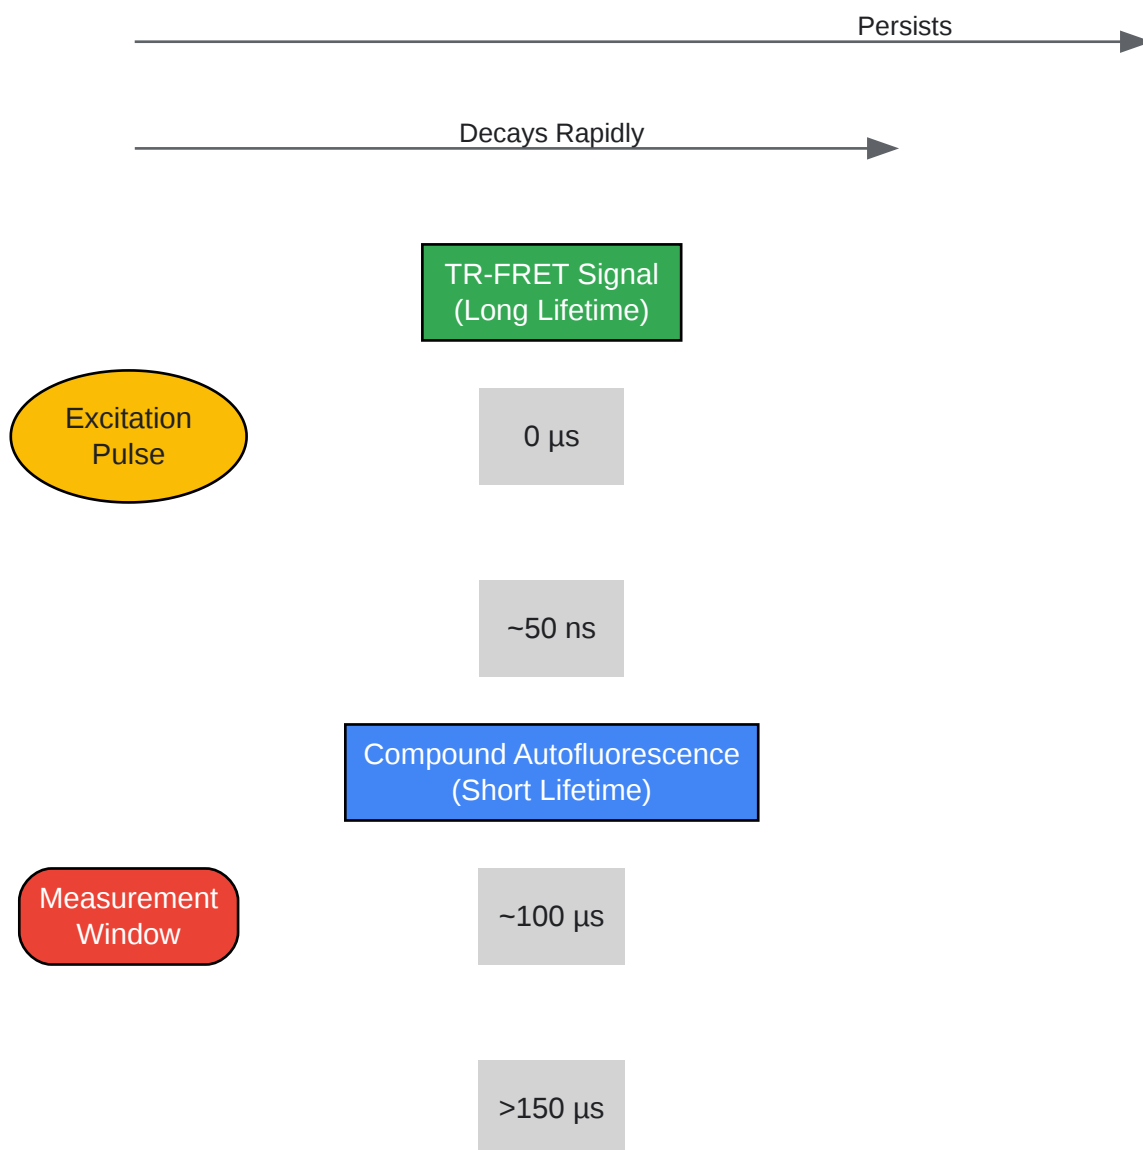 Persists
Decays Rapidly
TR-FRET Signal
(Long Lifetime)
Excitation
Pulse
0 µs
~50 ns
Compound Autofluorescence
(Short Lifetime)
Measurement
Window
~100 µs
>150 µs